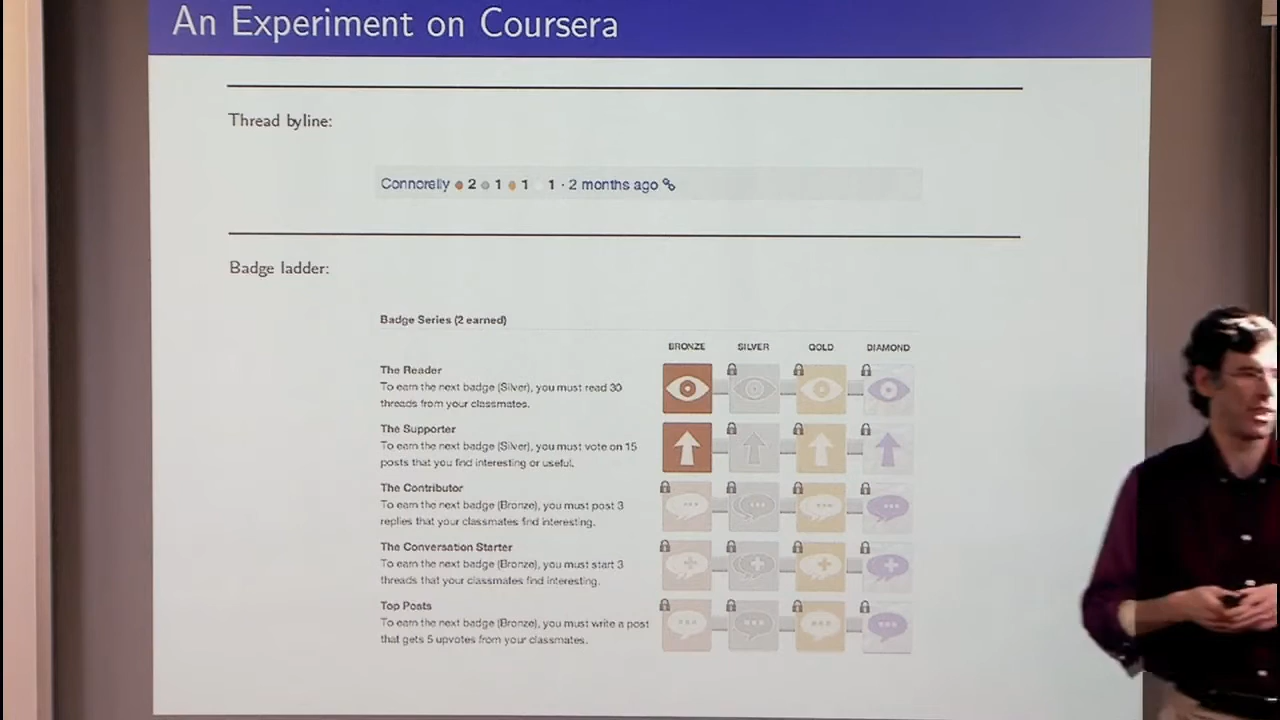 An Experiment on Coursera
Thread byline:
Connorelly 2 1 1 1 · 2 months ago
Badge ladder:
Badge Series (2 earned)
BRONZE SILVER GOLD DIAMOND
The Reader
To earn the next badge (Silver), you must read 30
threads from your classmates.
The Supporter
To earn the next badge (Silver), you must vote on 15
posts that you find interesting or useful.
The Contributor
To earn the next badge (Bronze), you must post 3
replies that your classmates find interesting.
The Conversation Starter
To earn the next badge (Bronze), you must start 3
threads that your classmates find interesting.
Top Posts
To earn the next badge (Bronze), you must write a post
that gets 5 upvotes from your classmates.